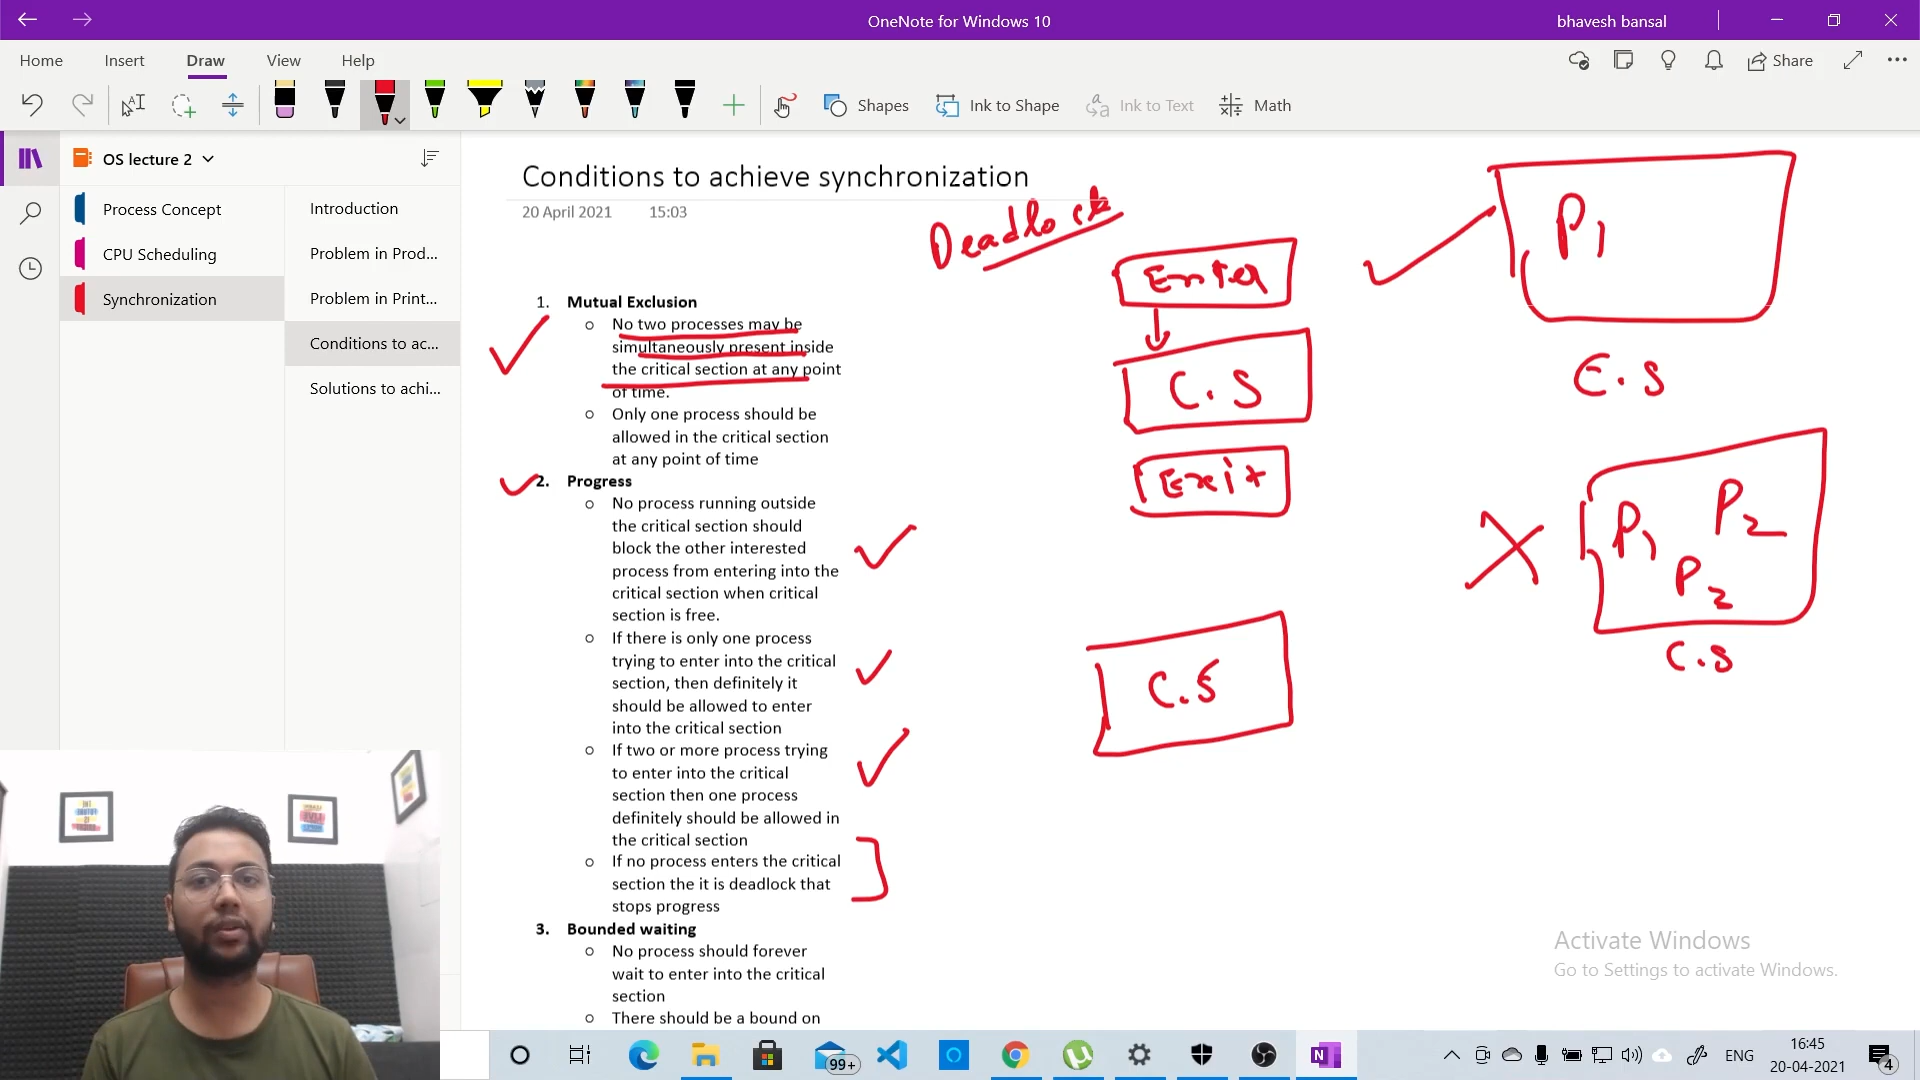 OneNote for Windows 10
bhavesh bansal
Home Insert Draw View Help
Share
Shapes Ink to Shape Ink to Text Math
OS lecture 2
Process Concept
CPU Scheduling
Synchronization
Introduction
Problem in Prod...
Problem in Print...
Conditions to ac...
Solutions to achi...
Conditions to achieve synchronization
20 April 2021 15:03
Deadlock
1. Mutual Exclusion
o No two processes may be
simultaneously present inside
the critical section at any point
of time.
o Only one process should be
allowed in the critical section
at any point of time
2. Progress
o No process running outside
the critical section should
block the other interested
process from entering into the
critical section when critical
section is free.
o If there is only one process
trying to enter into the critical
section, then definitely it
should be allowed to enter
into the critical section
o If two or more process trying
to enter into the critical
section then one process
definitely should be allowed in
the critical section
o If no process enters the critical
section the it is deadlock that
stops progress
3. Bounded waiting
o No process should forever
wait to enter into the critical
section
o There should be a bound on
Enter
C.S
Exit
C.S
P1
C.S
P1 P2
P2
C.S
Activate Windows
Go to Settings to activate Windows.
99+
ENG
16:45
20-04-2021
4